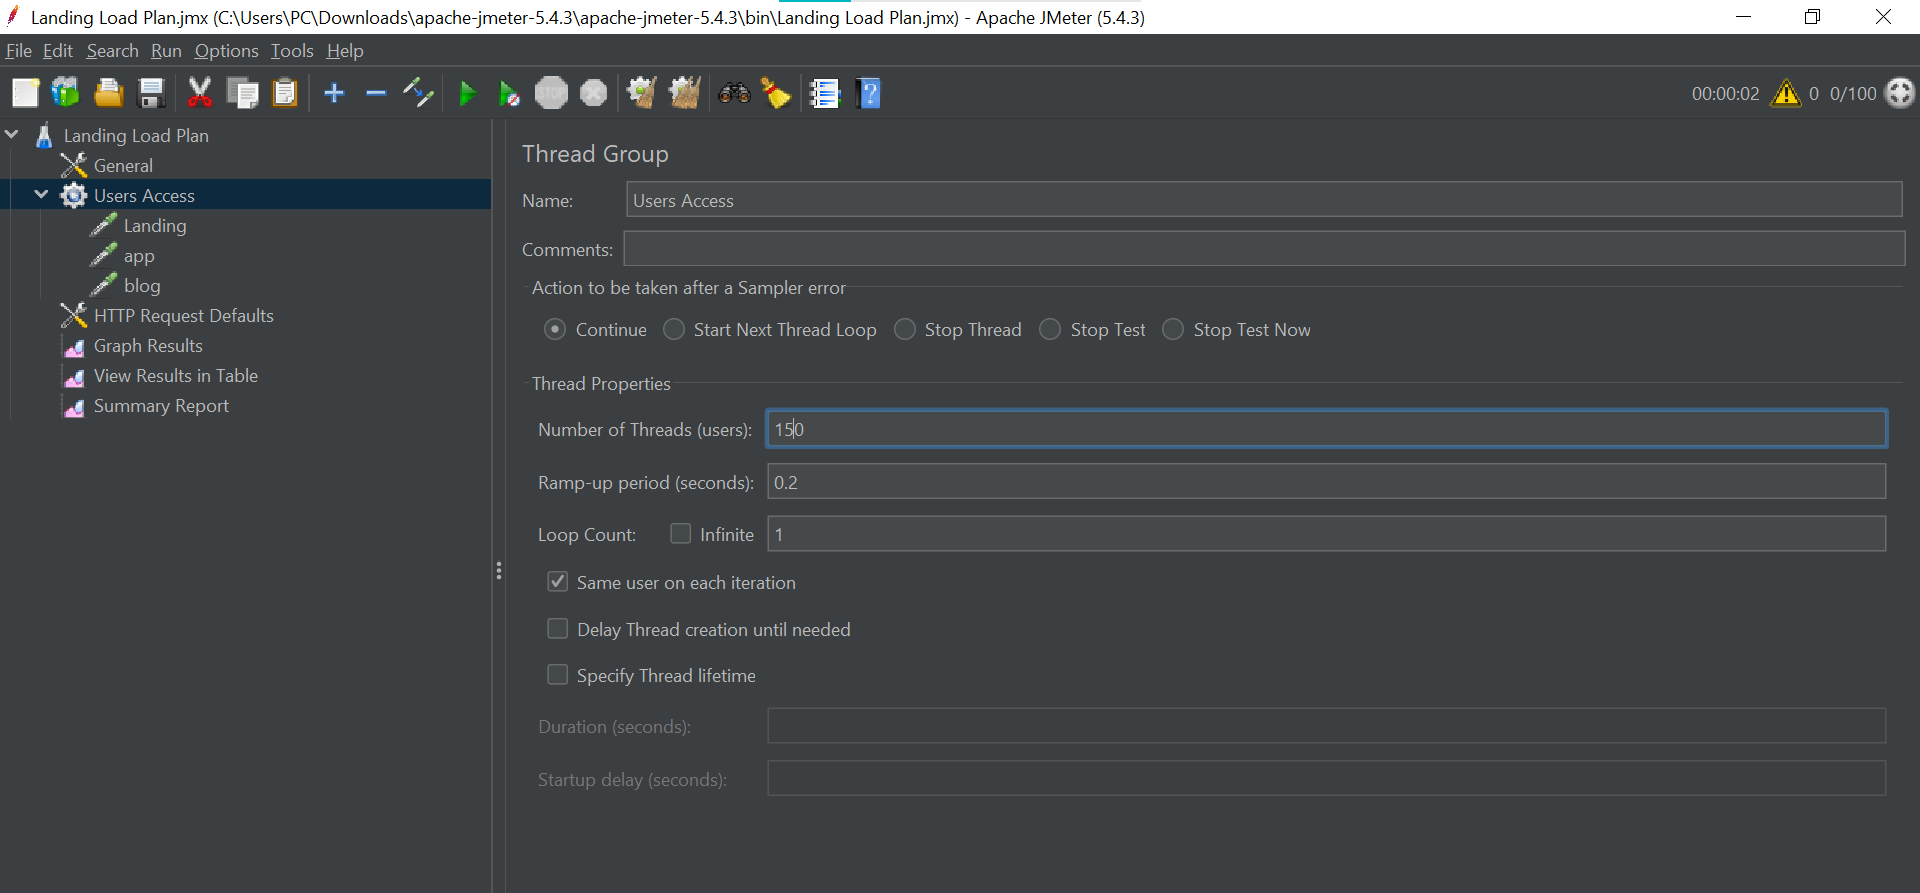 Landing Load Plan.jmx (C:\Users\PC\Downloads\apache-jmeter-5.4.3\apache-jmeter-5.4.3\bin\Landing Load Plan.jmx) - Apache JMeter (5.4.3)
File Edit Search Run Options Tools Help
STOP
00:00:02 0 0/100
Landing Load Plan
General
Users Access
Landing
app
blog
HTTP Request Defaults
Graph Results
View Results in Table
Summary Report
Thread Group
Name: Users Access
Comments:
Action to be taken after a Sampler error
Continue Start Next Thread Loop Stop Thread Stop Test Stop Test Now
Thread Properties
Number of Threads (users): 150
Ramp-up period (seconds): 0.2
Loop Count: Infinite 1
Same user on each iteration
Delay Thread creation until needed
Specify Thread lifetime
Duration (seconds):
Startup delay (seconds):